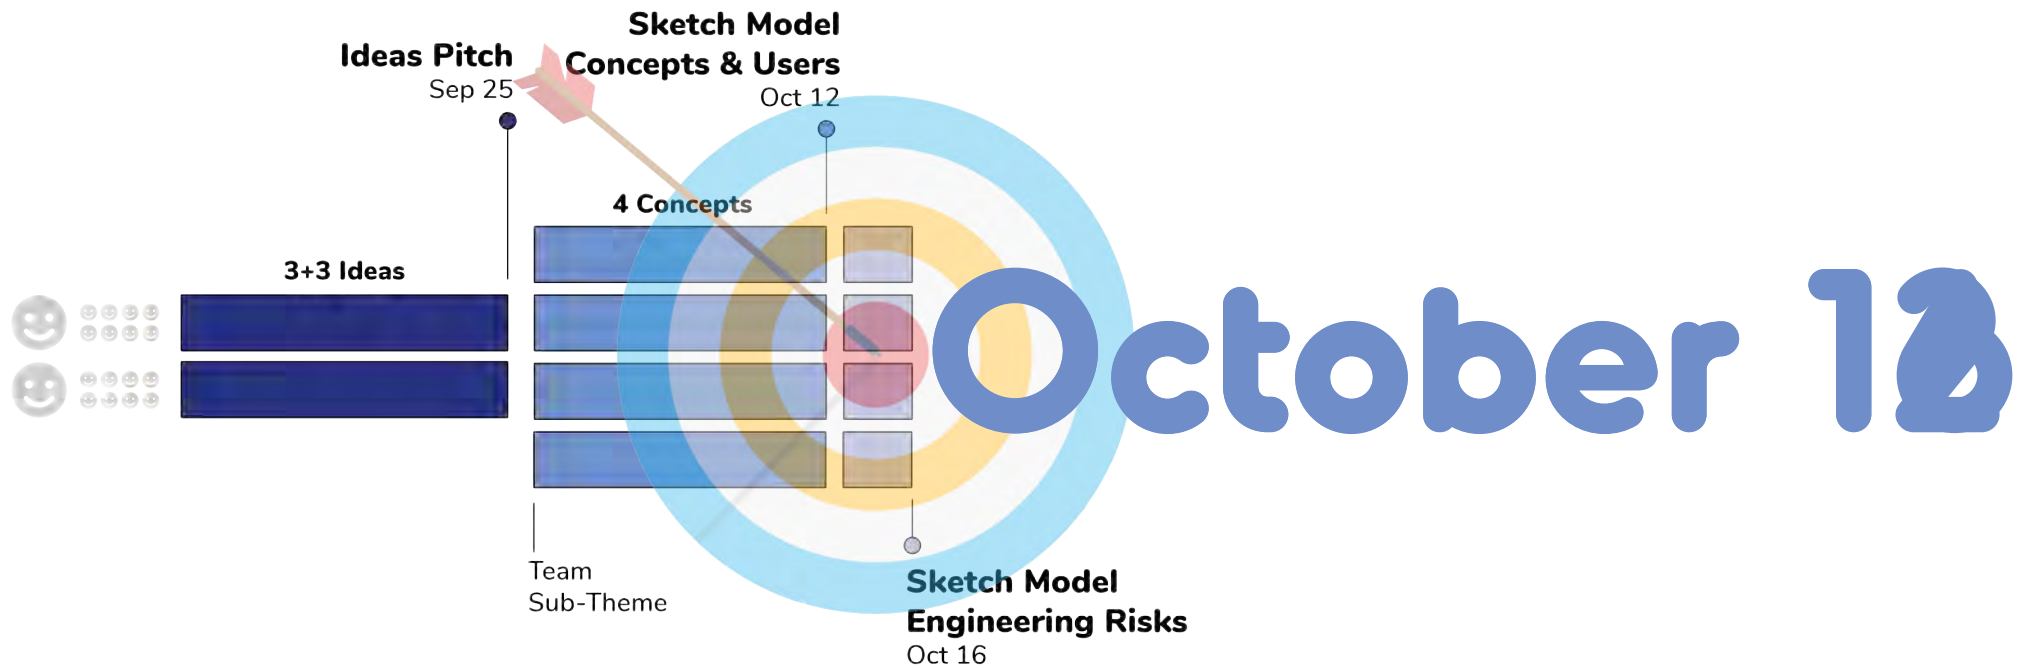 Sketch Model
Concepts & Users
Oct 12
Ideas Pitch
Sep 25
4 Concepts
3+3 Ideas
October
Team
Sub-Theme
Sketch Model
Engineering Risks
Oct 16